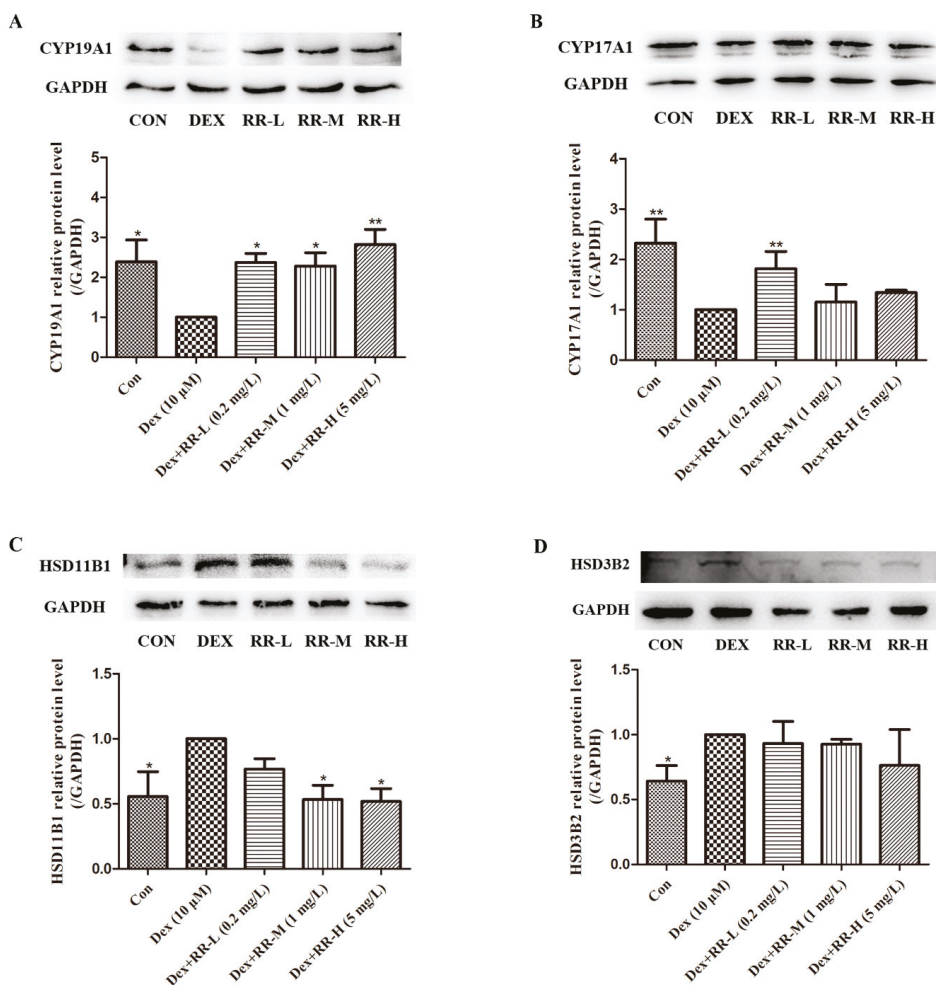 A
CYP19A1
GAPDH
CON DEX RR-L RR-M RR-H
CYP19A1 relative protein level
(/GAPDH)
5
4
3
2
1
0
* * * **
Con
Dex (10 μM)
Dex+RR-L (0.2 mg/L)
Dex+RR-M (1 mg/L)
Dex+RR-H (5 mg/L)
B
CYP17A1
GAPDH
CON DEX RR-L RR-M RR-H
CYP17A1 relative protein level
(/GAPDH)
4
3
2
1
0
** **
Con
Dex (10 μM)
Dex+RR-L (0.2 mg/L)
Dex+RR-M (1 mg/L)
Dex+RR-H (5 mg/L)
C
HSD11B1
GAPDH
CON DEX RR-L RR-M RR-H
HSD11B1 relative protein level
(/GAPDH)
1.5
1.0
0.5
0.0
* * *
Con
Dex (10 μM)
Dex+RR-L (0.2 mg/L)
Dex+RR-M (1 mg/L)
Dex+RR-H (5 mg/L)
D
HSD3B2
GAPDH
CON DEX RR-L RR-M RR-H
HSD3B2 relative protein level
(/GAPDH)
1.5
1.0
0.5
0.0
*
Con
Dex (10 μM)
Dex+RR-L (0.2 mg/L)
Dex+RR-M (1 mg/L)
Dex+RR-H (5 mg/L)